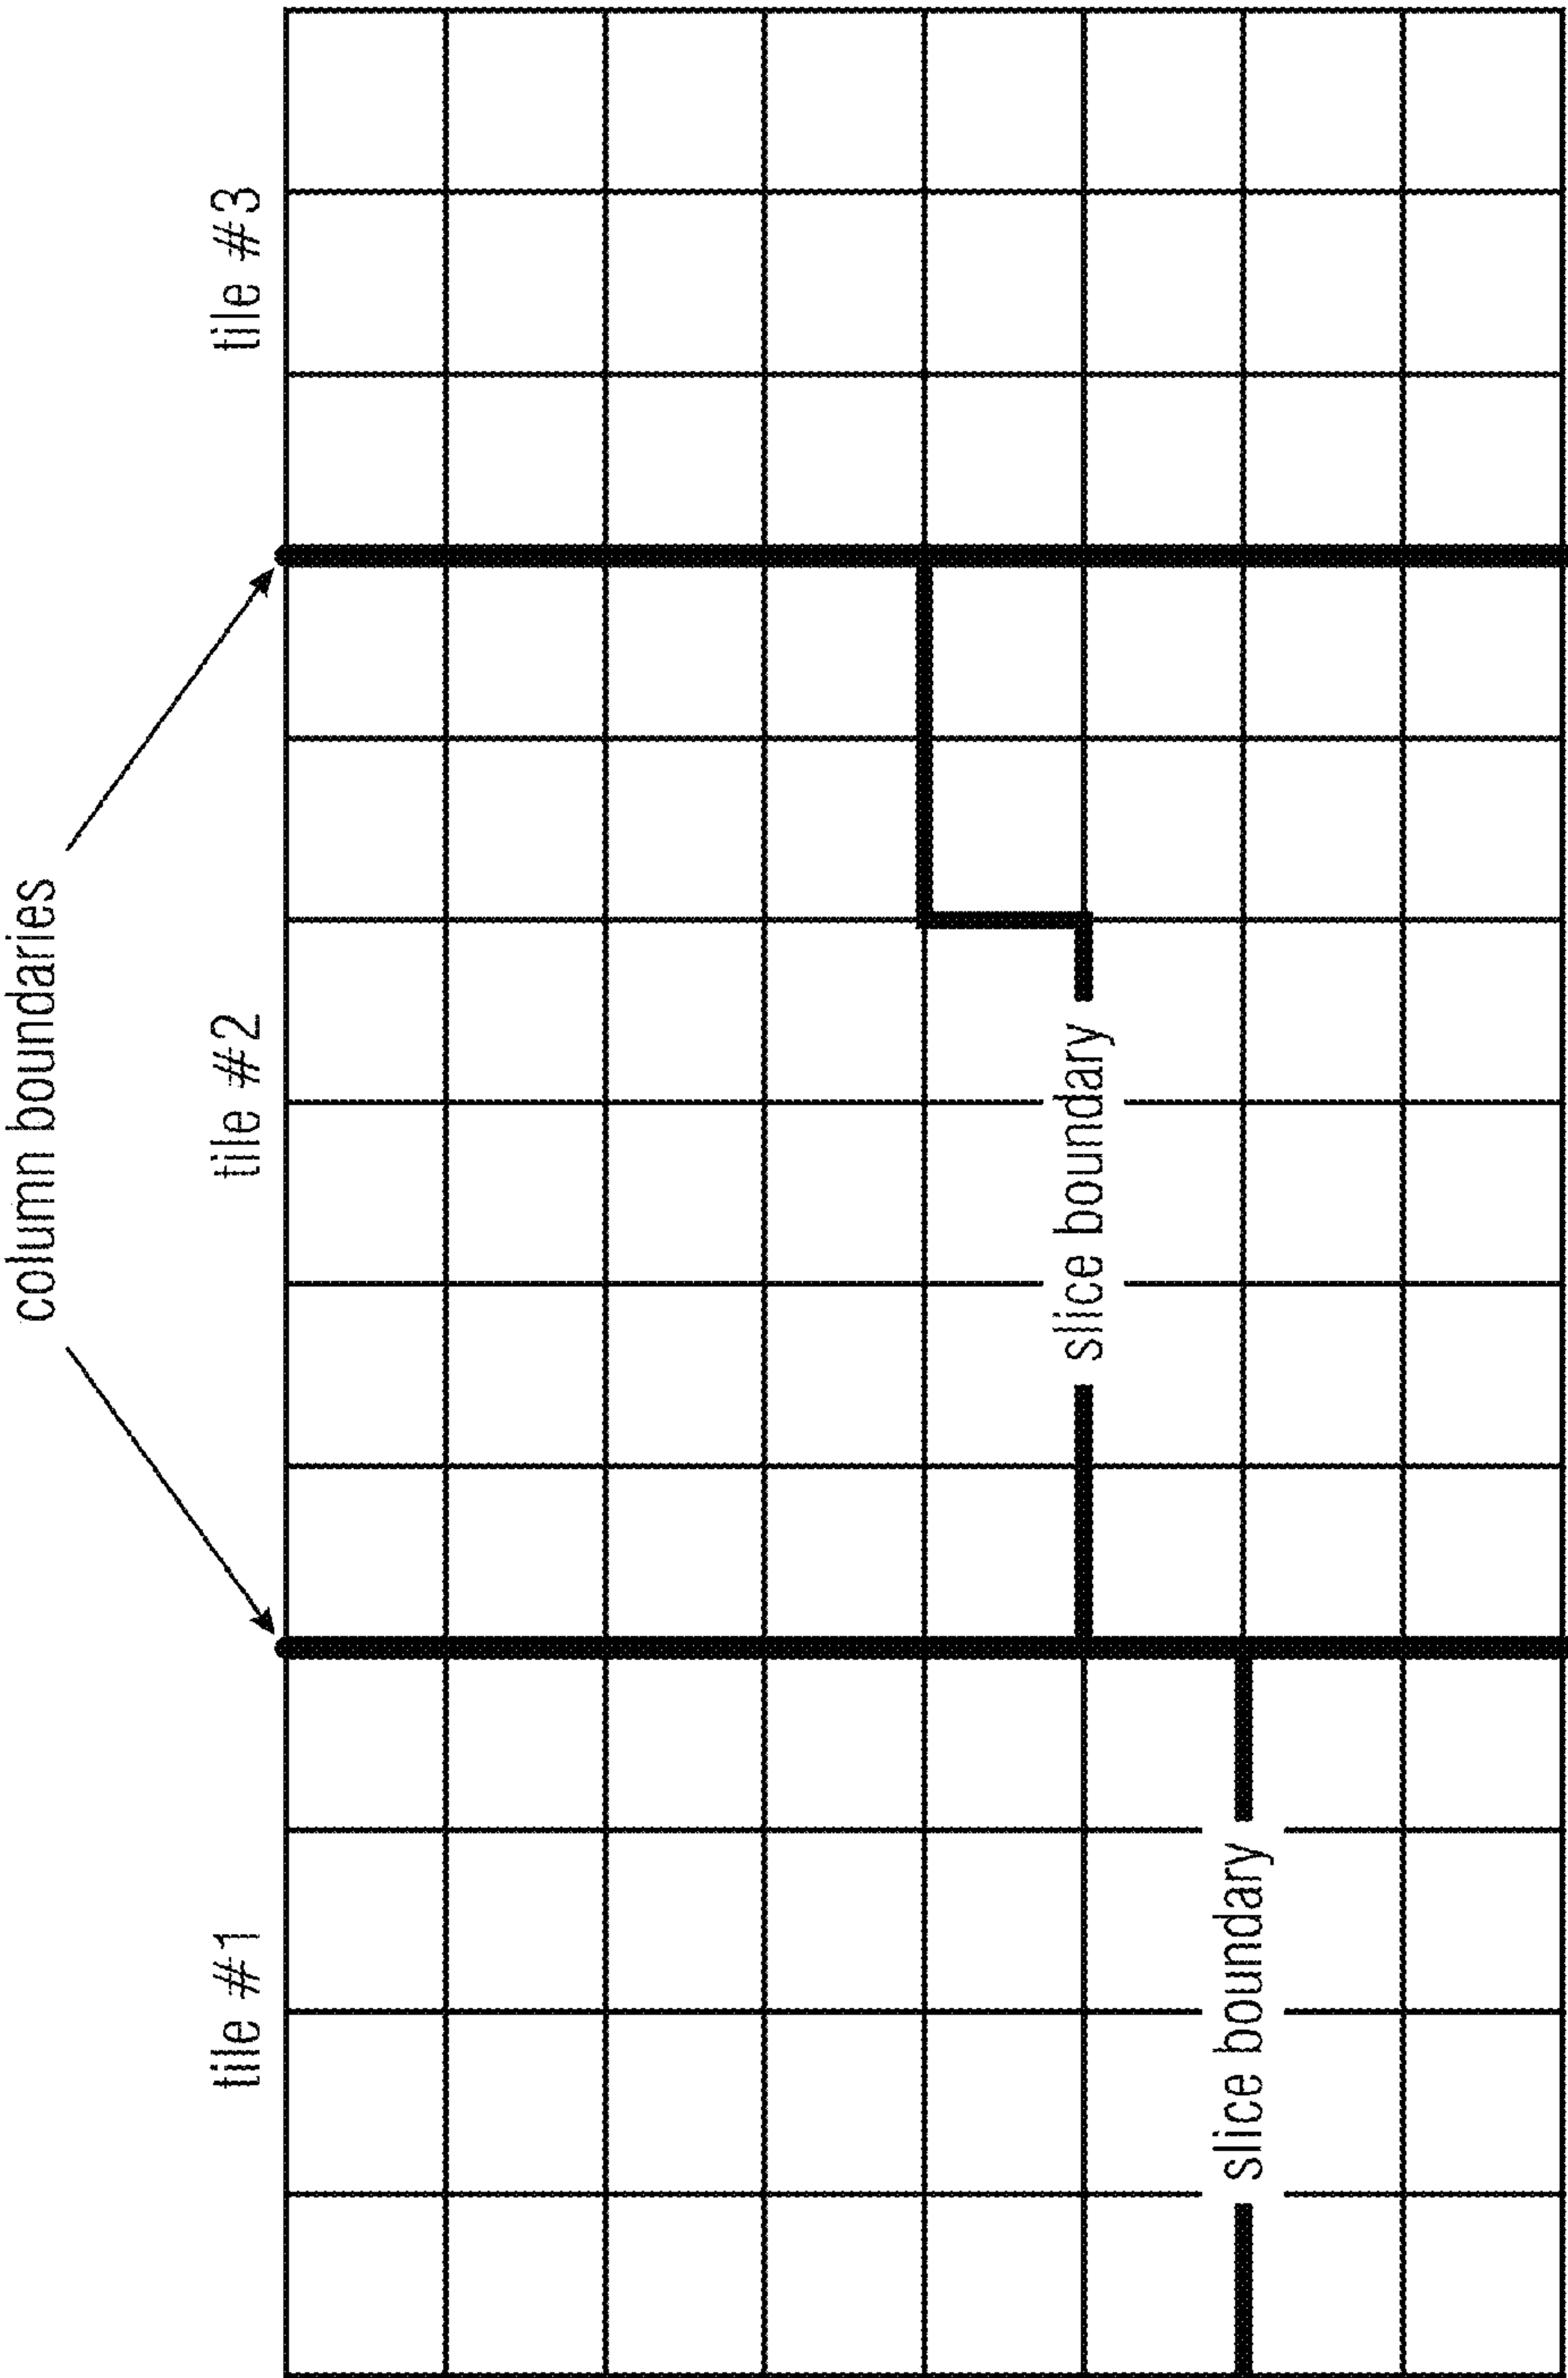 column boundaries
tile #1
tile #2
tile #3
slice boundary
slice boundary